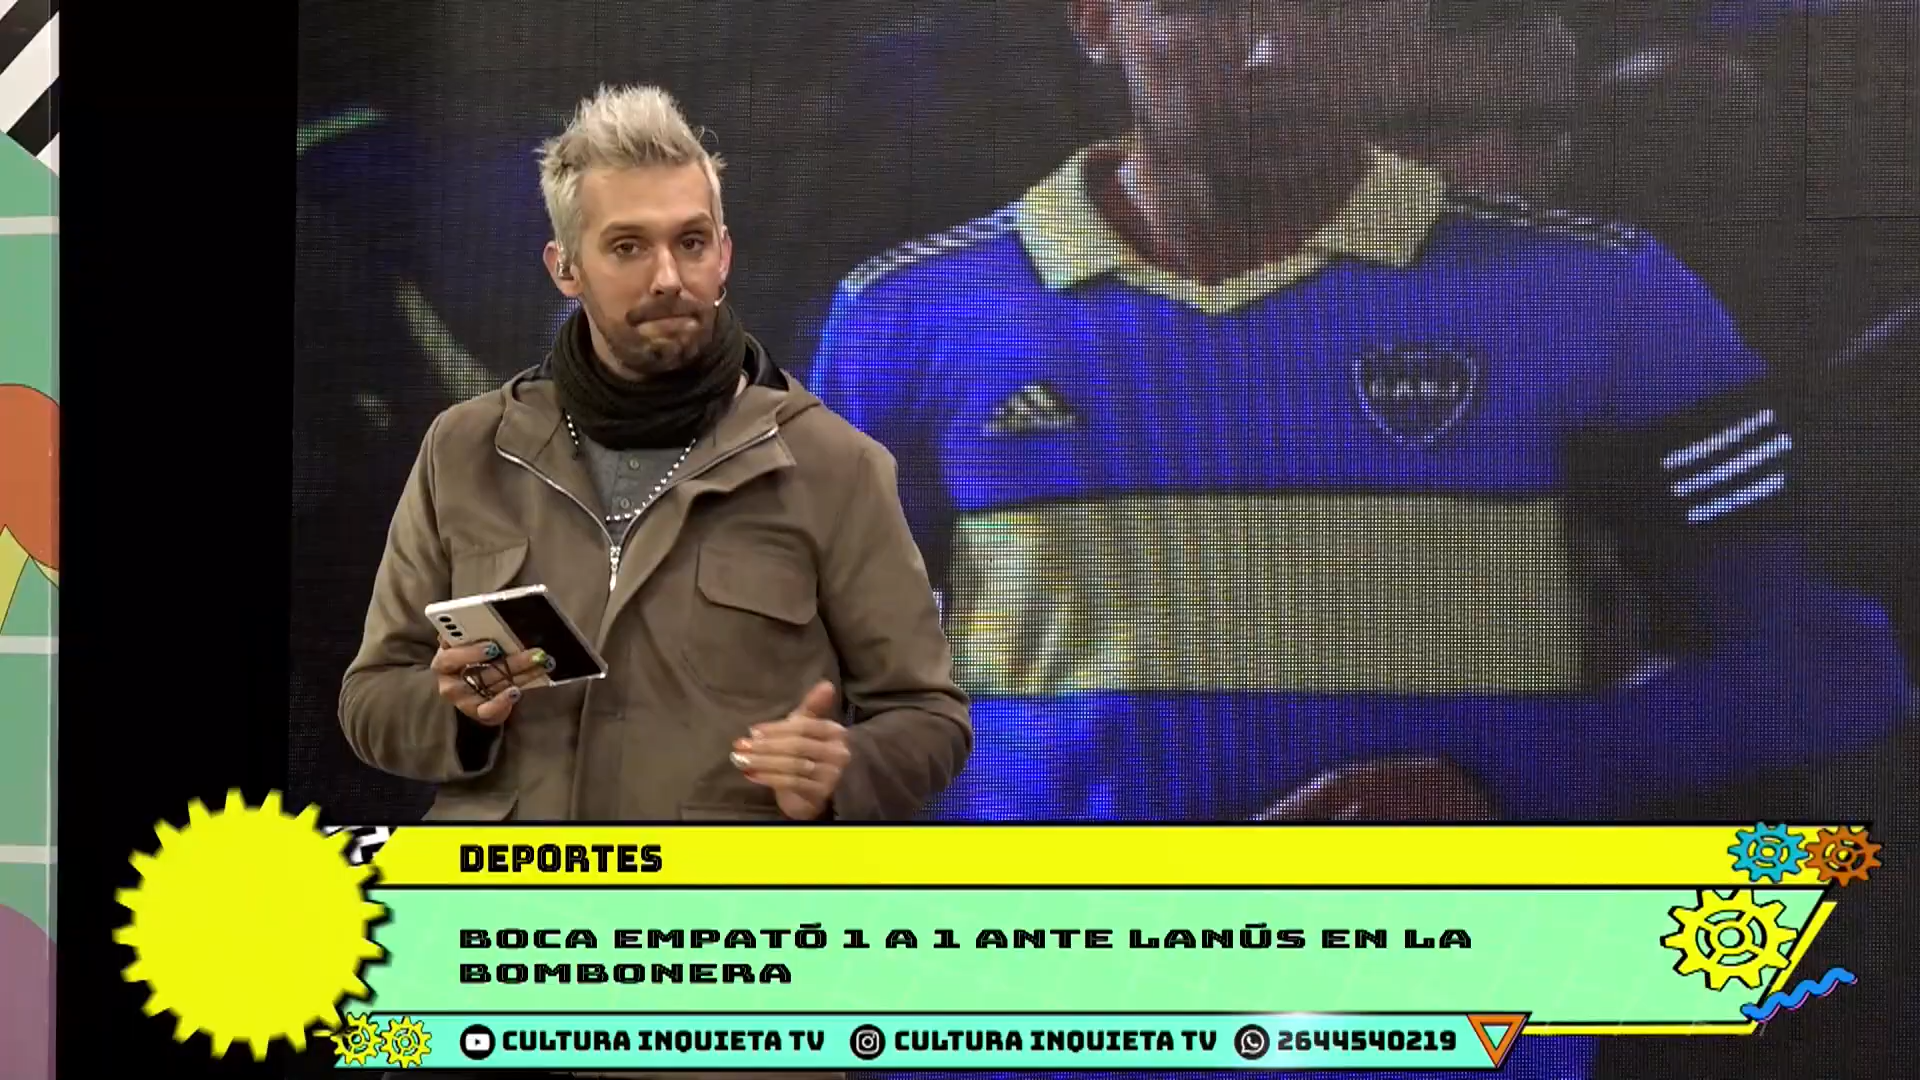 DEPORTES
BOCA EMPATÓ 1 A 1 ANTE LANÚS EN LA
BOMBONERA
CULTURA INQUIETA TV CULTURA INQUIETA TV 2644540219